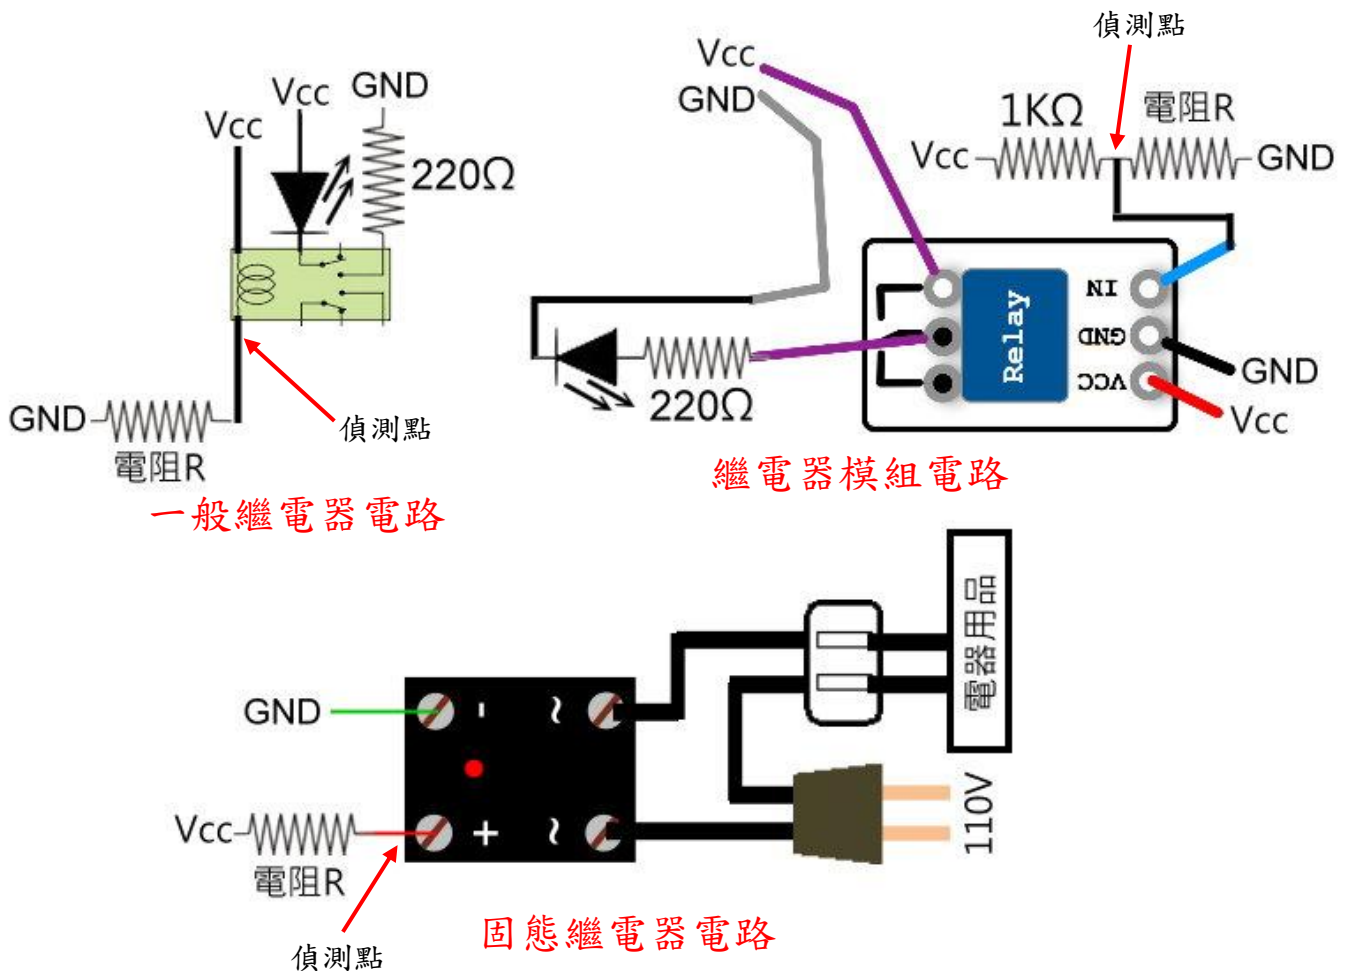 Vcc
Vcc
GND
220Ω
GND
電阻R
偵測點
一般繼電器電路
Vcc
GND
偵測點
1KΩ
電阻R
Vcc
GND
220Ω
Relay
IN
GND
VCC
GND
Vcc
繼電器模組電路
GND
-
~
Vcc
+
~
電阻R
偵測點
電器用品
110V
固態繼電器電路